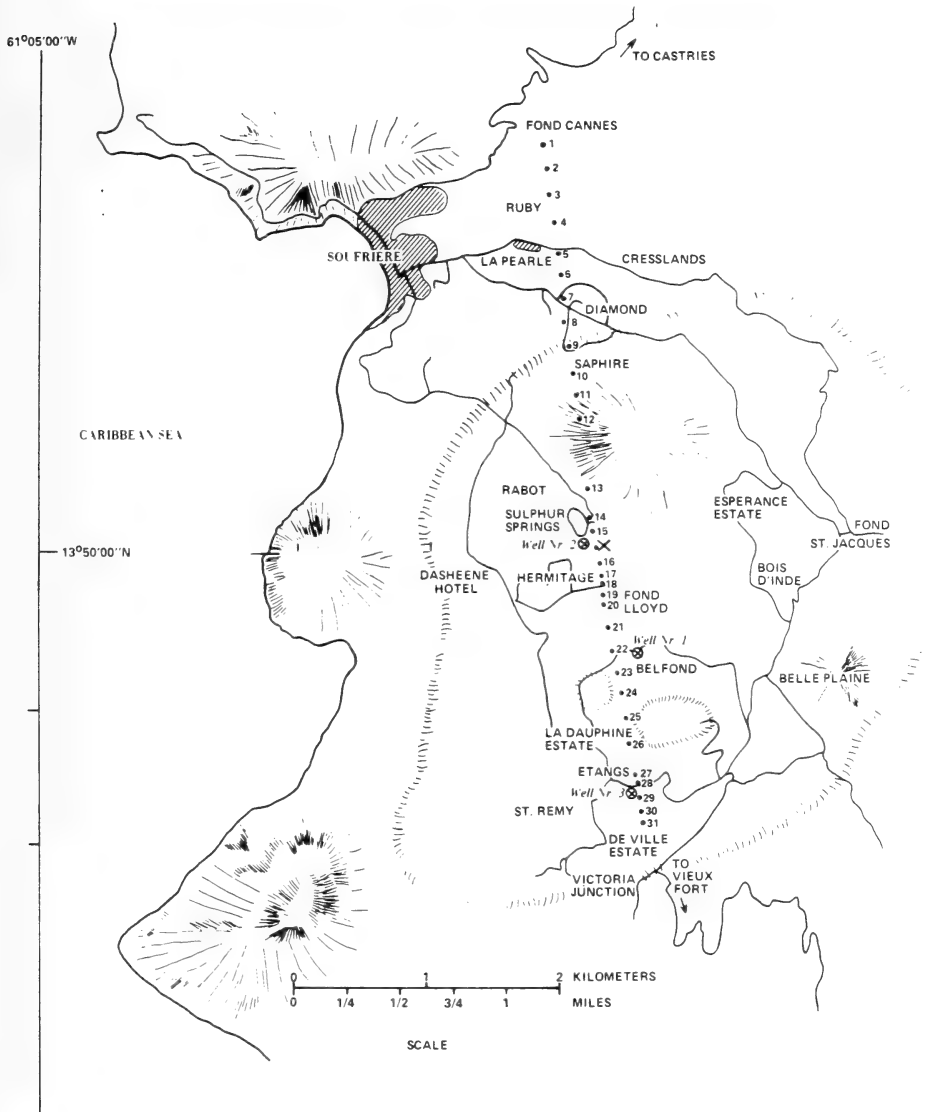 61°05'00"W
TO CASTRIES
FOND CANNES
1
2
3
RUBY
4
SOUFRIÈRE
LA PEARLE
5
CRESSLANDS
6
7
DIAMOND
8
9
SAPHIRE
10
11
12
CARIBBEAN SEA
RABOT
13
ESPERANCE
ESTATE
SULPHUR
SPRINGS
14
15
FOND
ST. JACQUES
Well Nr. 2
13°50'00"N
16
BOIS
D'INDE
DASHEENE
HOTEL
HERMITAGE
17
18
19
FOND
LLOYD
20
21
Well Nr. 1
22
BELFOND
23
BELLE PLAINE
24
25
LA DAUPHINE
ESTATE
26
ETANGS
27
28
Well Nr. 3
29
ST. REMY
30
31
DE VILLE
ESTATE
VICTORIA
JUNCTION
TO
VIEUX
FORT
0 1 2 KILOMETERS
0 1/4 1/2 3/4 1 MILES
SCALE